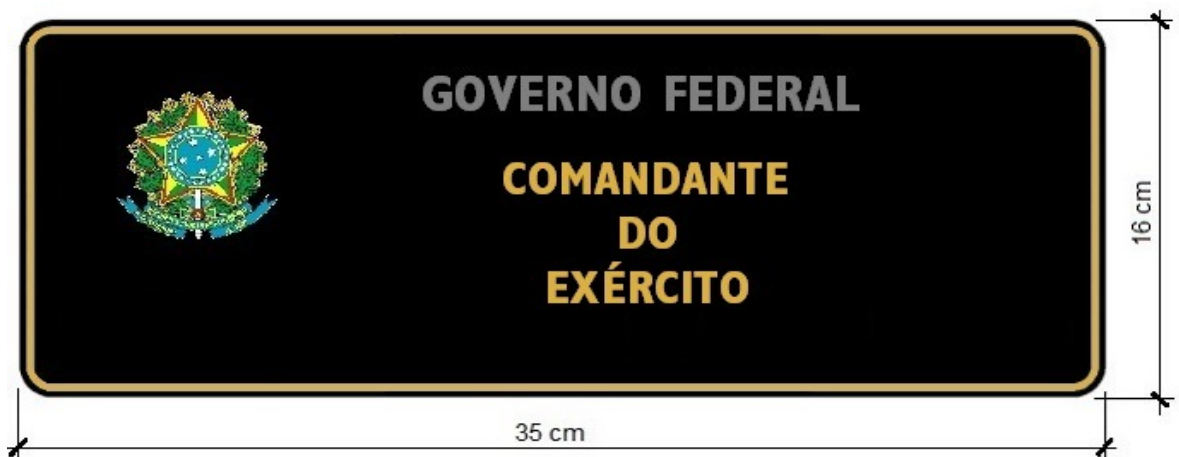 GOVERNO FEDERAL
COMANDANTE
DO
EXÉRCITO
16 cm
35 cm